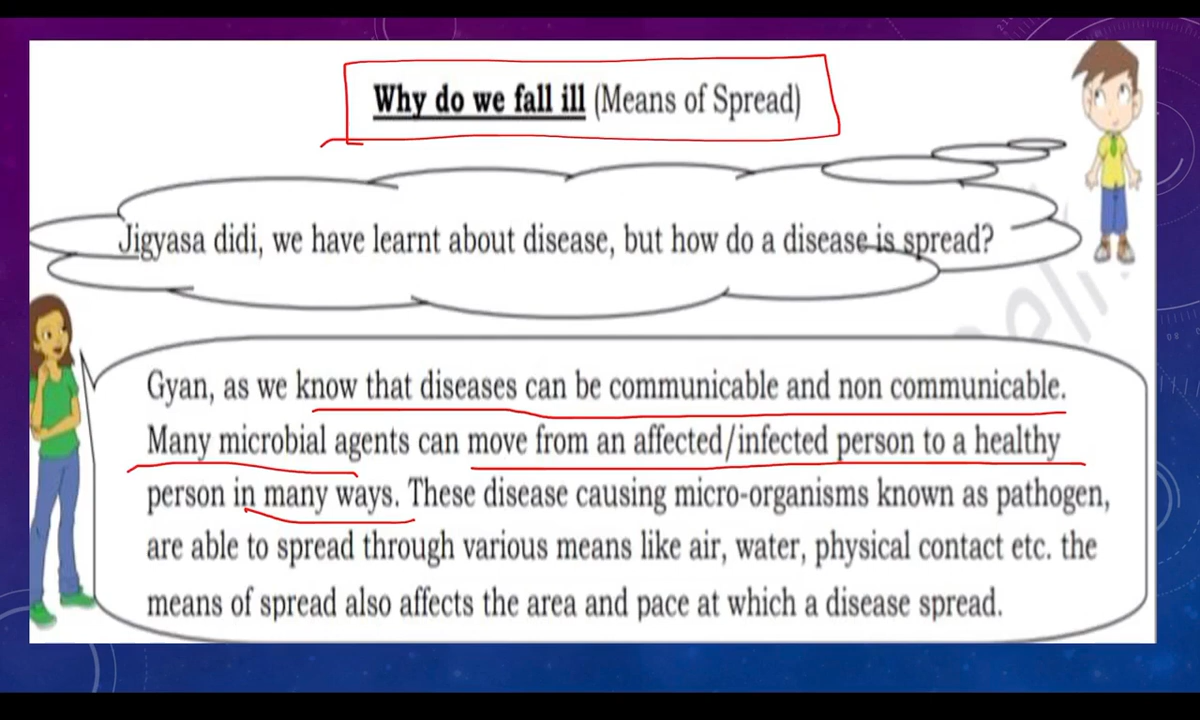 Why do we fall ill (Means of Spread)
Jigyasa didi, we have learnt about disease, but how do a disease is spread?
Gyan, as we know that diseases can be communicable and non communicable.
Many microbial agents can move from an affected/infected person to a healthy
person in many ways. These disease causing micro-organisms known as pathogen,
are able to spread through various means like air, water, physical contact etc. the
means of spread also affects the area and pace at which a disease spread.